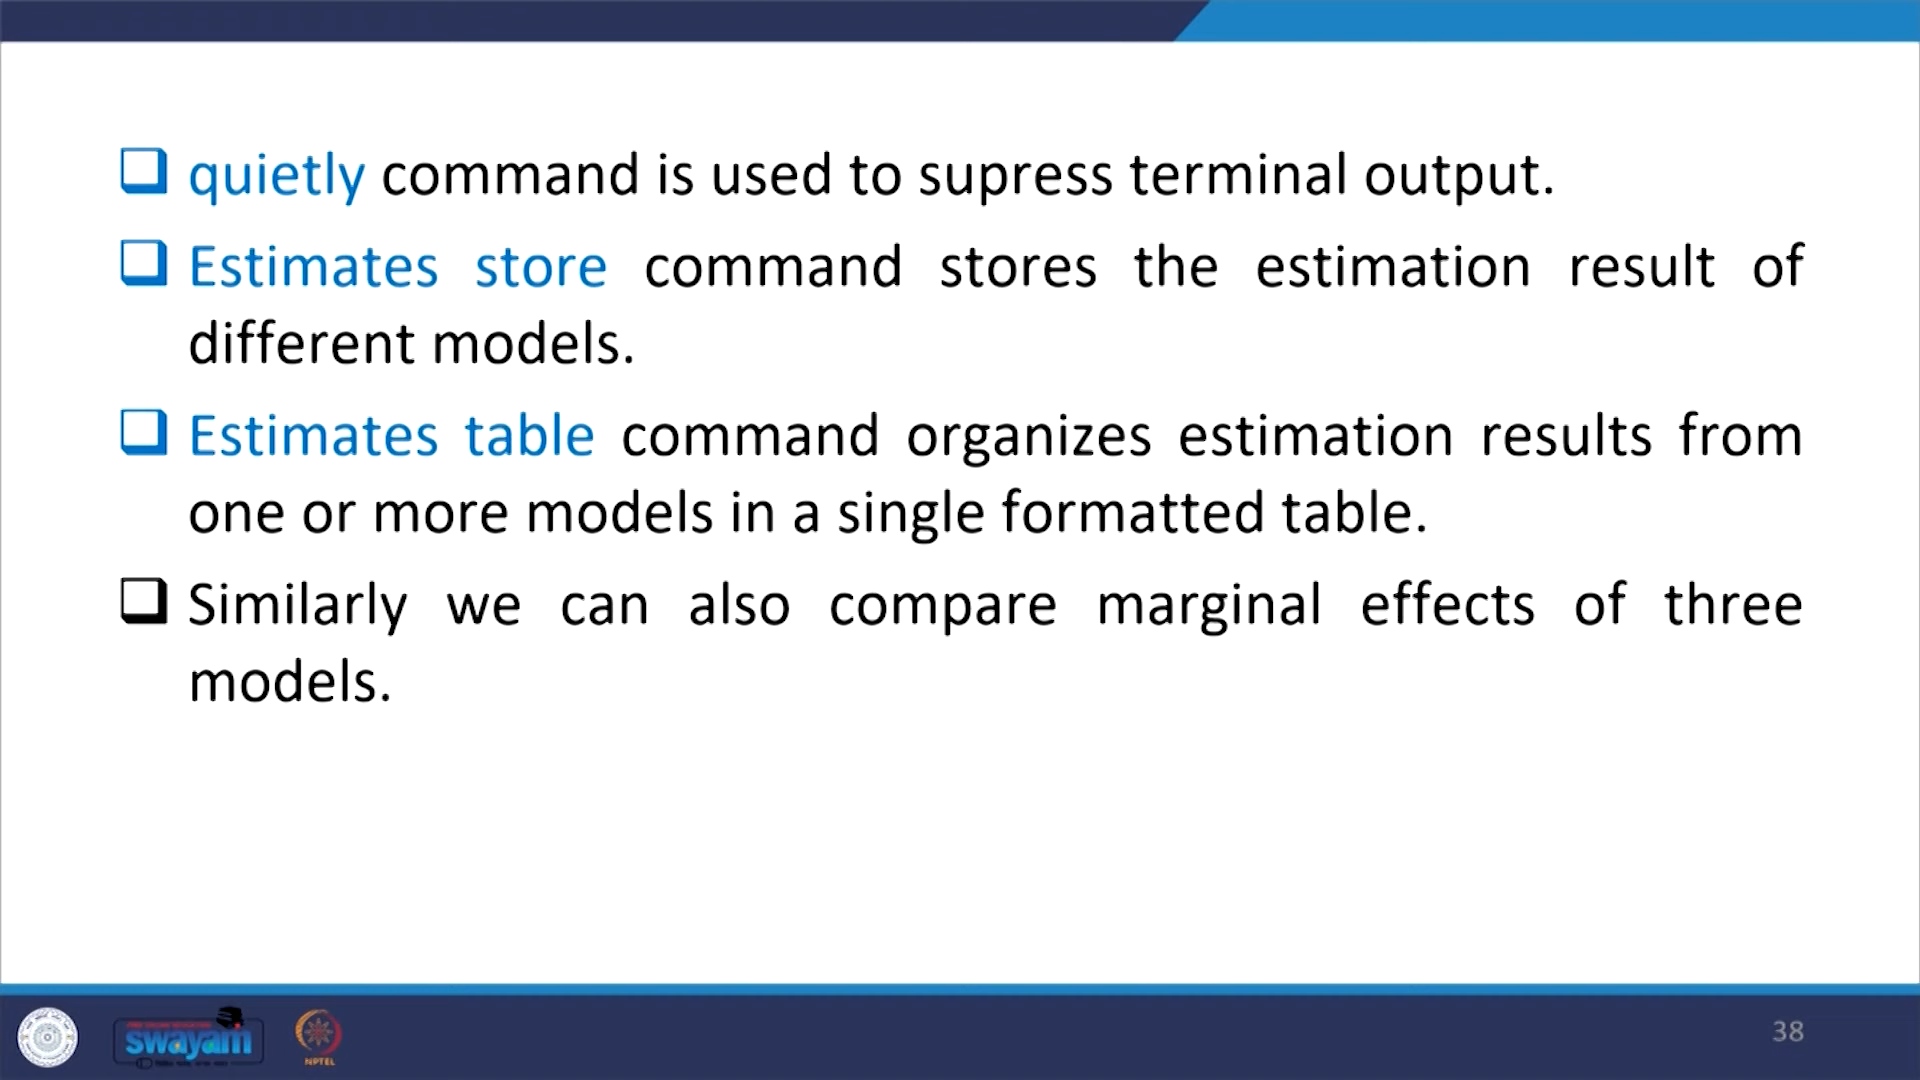 quietly command is used to supress terminal output.
Estimates store command stores the estimation result of
different models.
Estimates table command organizes estimation results from
one or more models in a single formatted table.
Similarly we can also compare marginal effects of three
models.
swayam
NPTEL
38